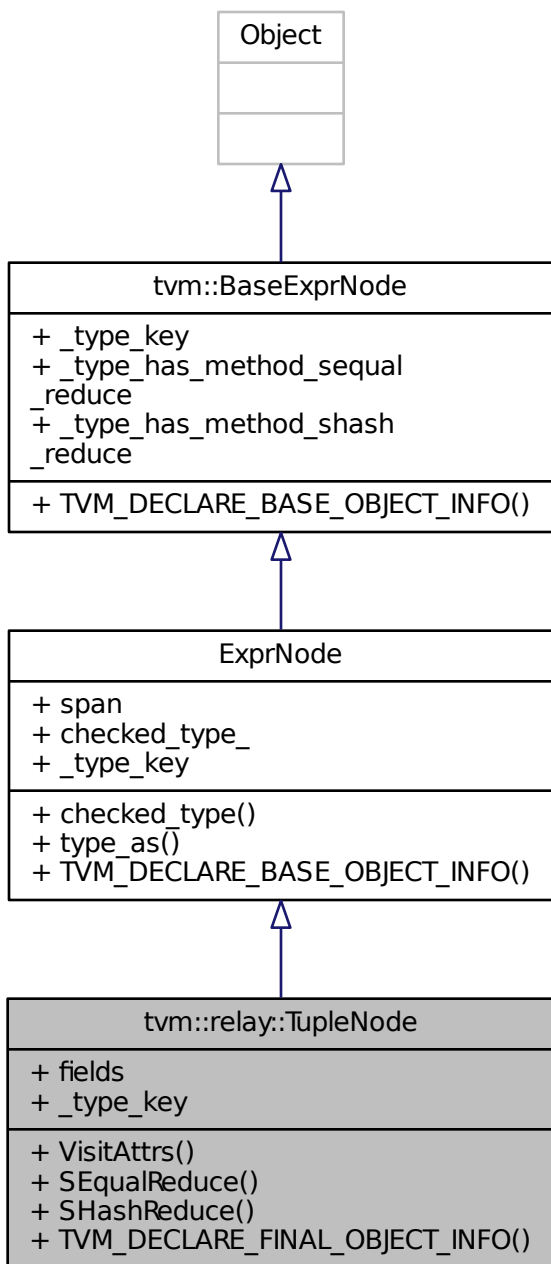 Object
tvm::BaseExprNode
+ _type_key
+ _type_has_method_sequal
_reduce
+ _type_has_method_shash
_reduce
+ TVM_DECLARE_BASE_OBJECT_INFO()
ExprNode
+ span
+ checked_type_
+ _type_key
+ checked_type()
+ type_as()
+ TVM_DECLARE_BASE_OBJECT_INFO()
tvm::relay::TupleNode
+ fields
+ _type_key
+ VisitAttrs()
+ SEqualReduce()
+ SHashReduce()
+ TVM_DECLARE_FINAL_OBJECT_INFO()